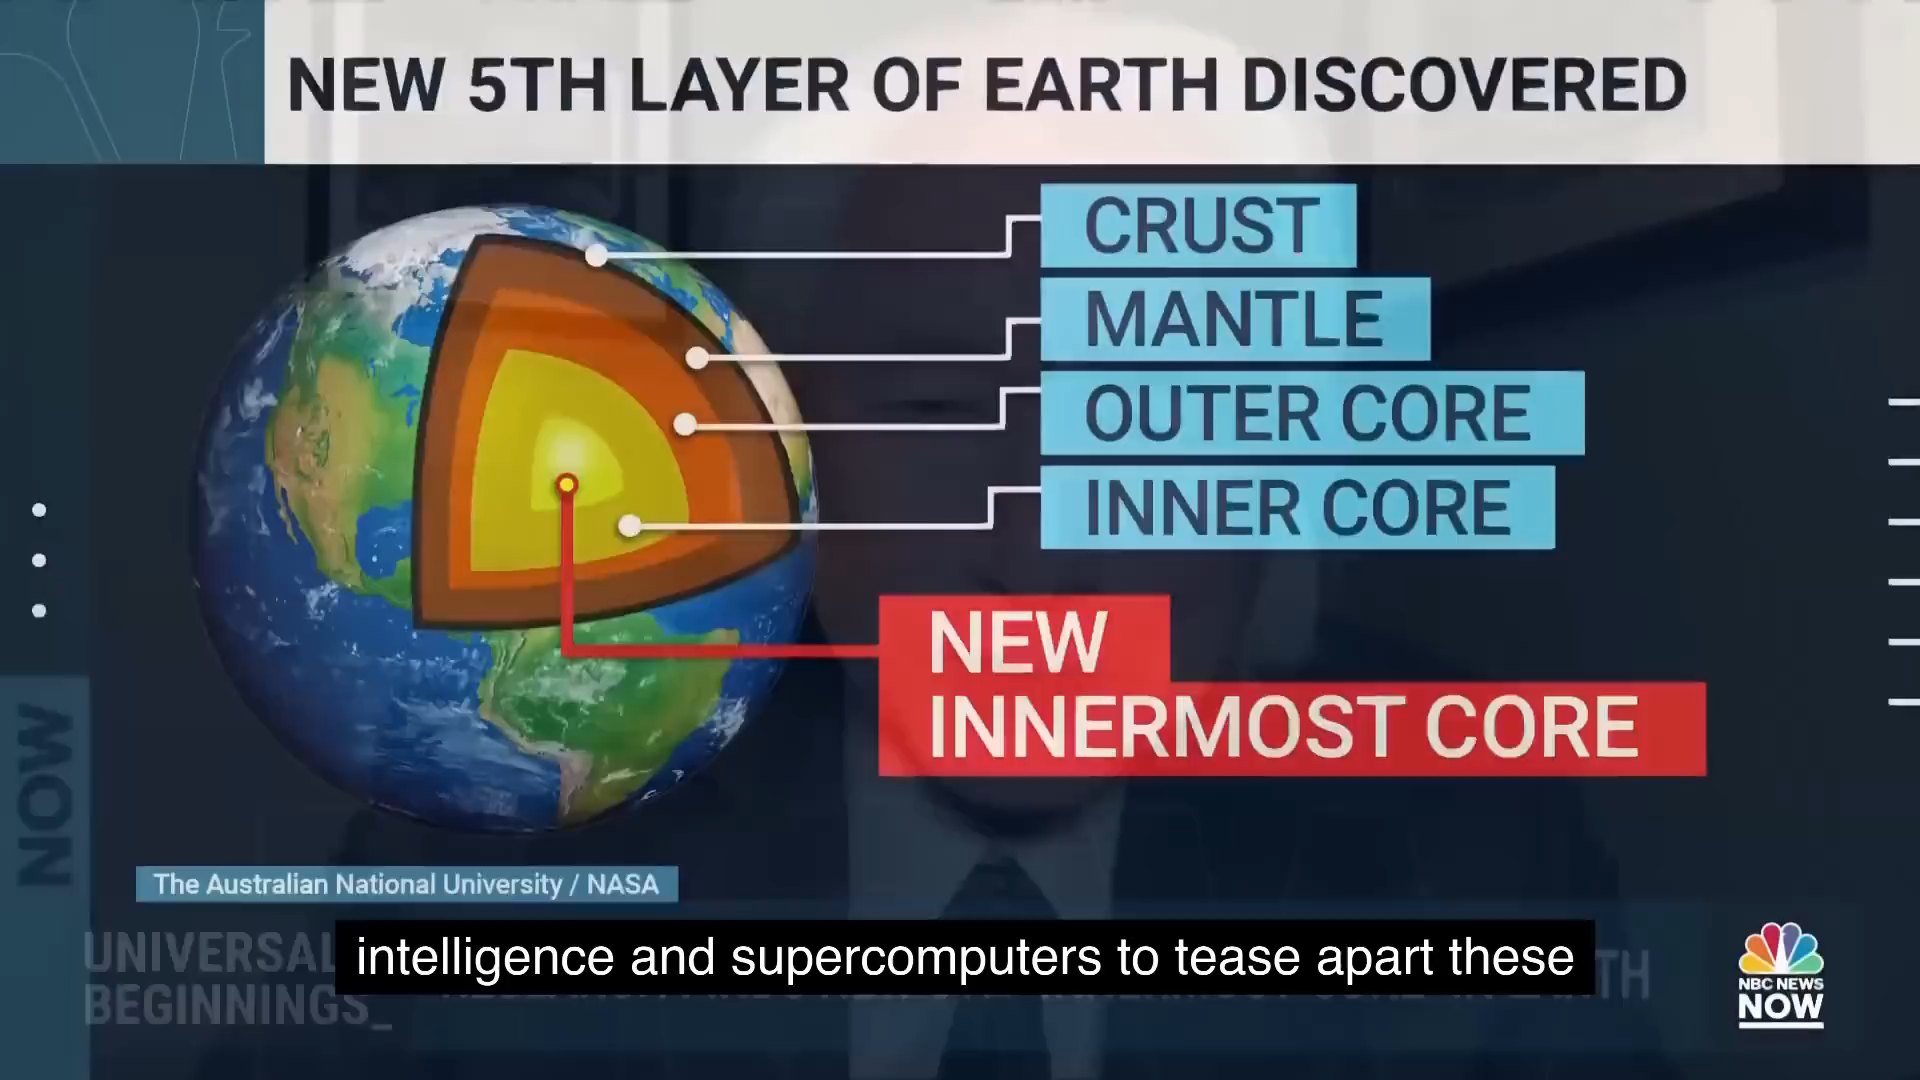 NEW 5TH LAYER OF EARTH DISCOVERED
CRUST
MANTLE
OUTER CORE
INNER CORE
NEW
INNERMOST CORE
NOW
The Australian National University / NASA
UNIVERSAL
BEGINNINGS_
intelligence and supercomputers to tease apart these
NBC NEWS
NOW